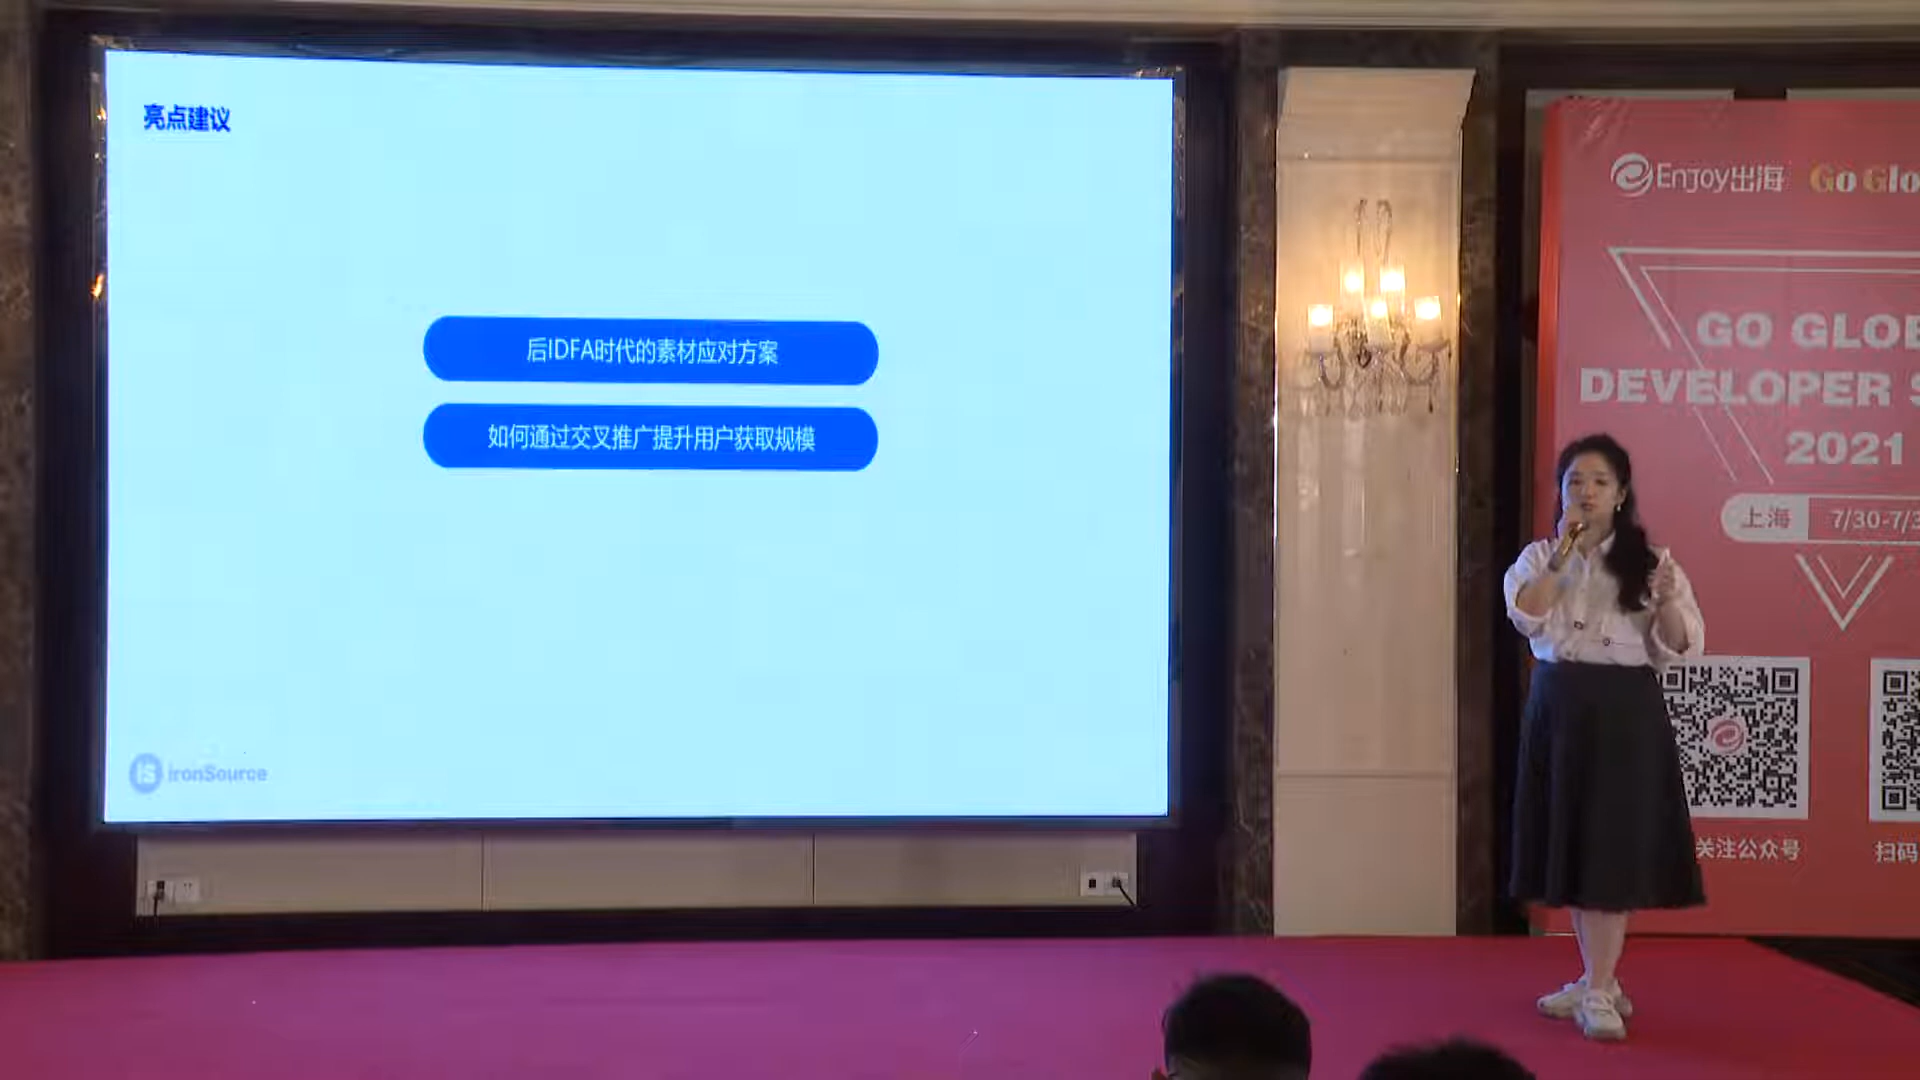 亮点建议
后IDFA时代的素材应对方案
如何通过交叉推广提升用户获取规模
IS ironSource
Enjoy出海 Go Glo
GO GLOB
DEVELOPER S
2021
上海 7/30-7/3
关注公众号
扫码